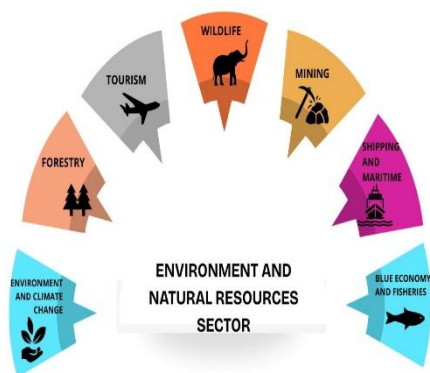 WILDLIFE
TOURISM
MINING
FORESTRY
SHIPPING
AND
MARITIME
ENVIRONMENT
AND CLIMATE
CHANGE
BLUE ECONOMY
AND FISHERIES
ENVIRONMENT AND
NATURAL RESOURCES
SECTOR